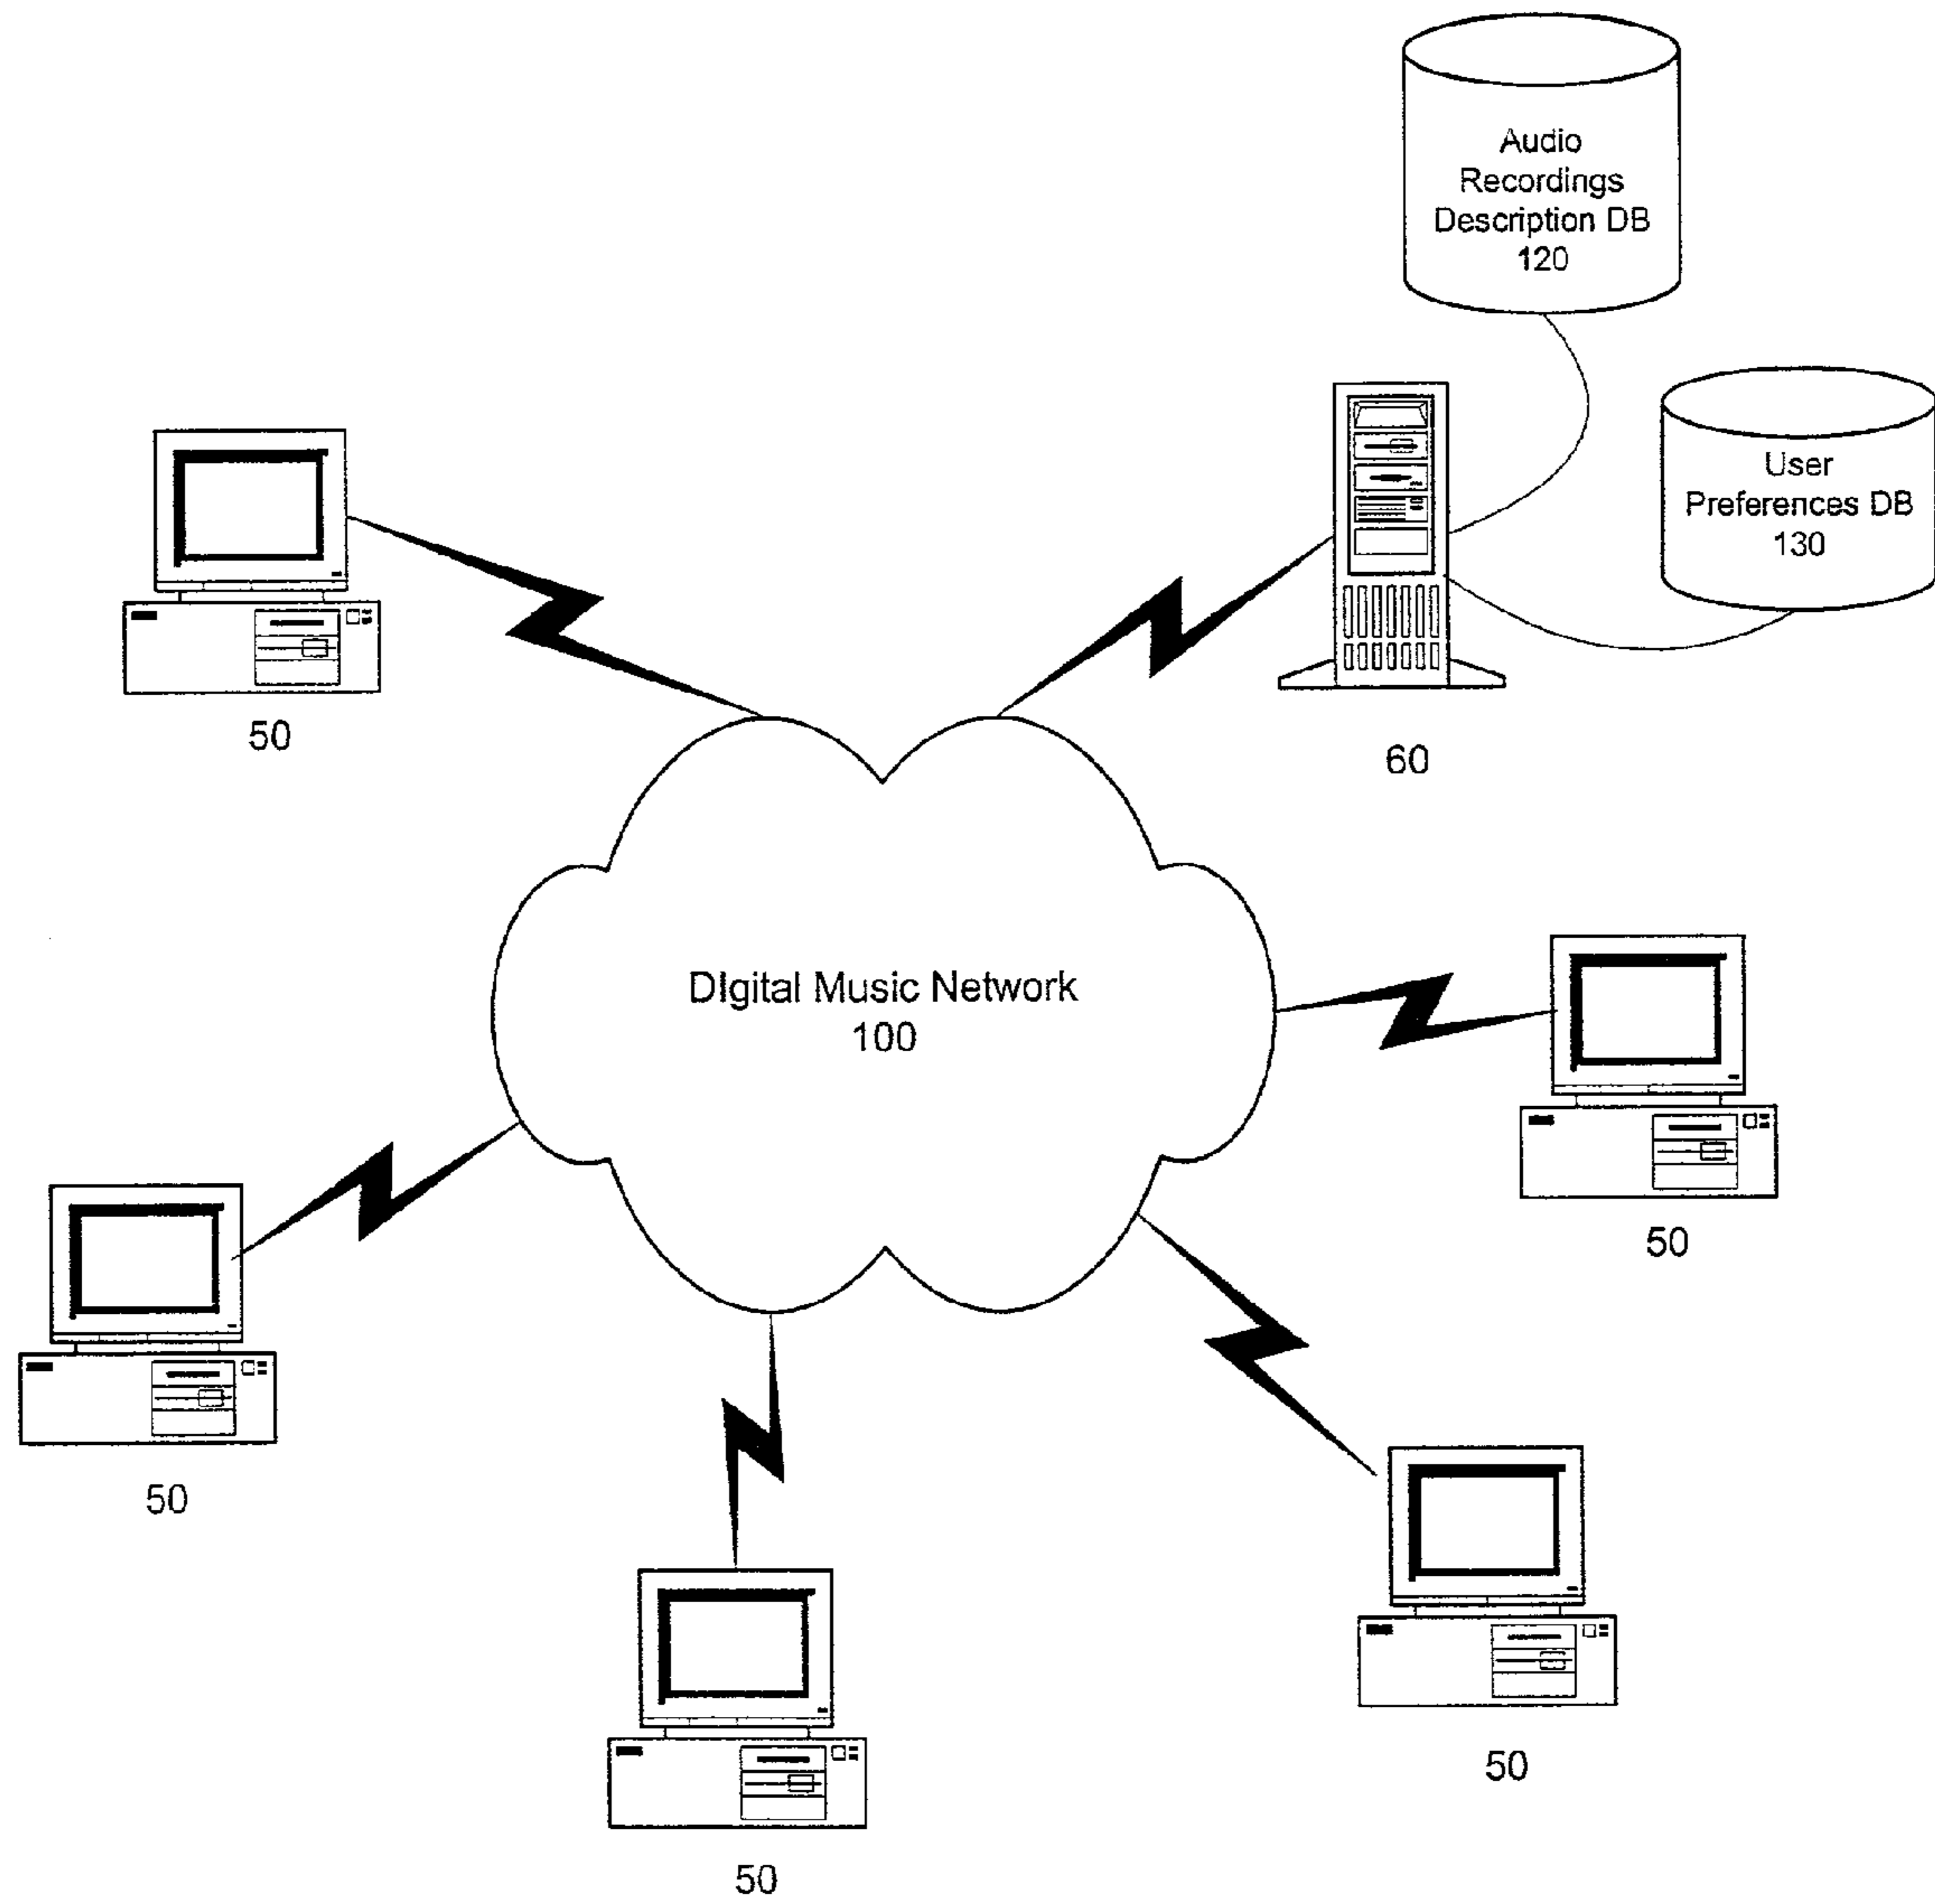 Audio
Recordings
Description DB
120
User
Preferences DB
130
50
60
DIgital Music Network
100
50
50
50
50